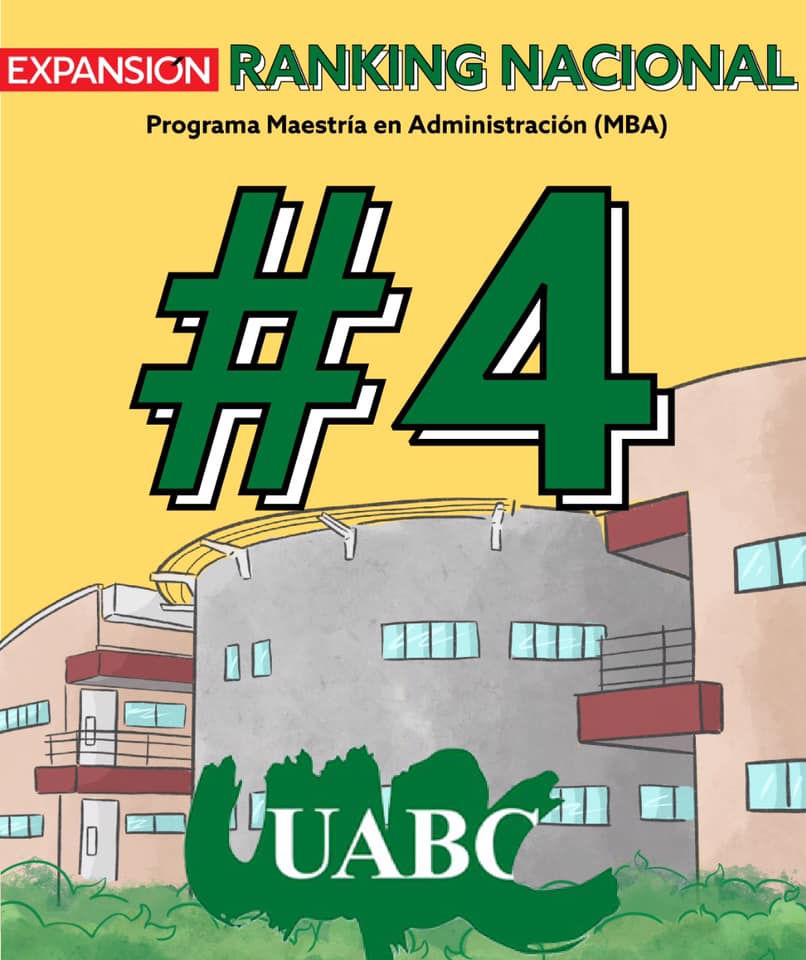 EXPANSIÓN RANKING NACIONAL
Programa Maestría en Administración (MBA)
#4
UABC